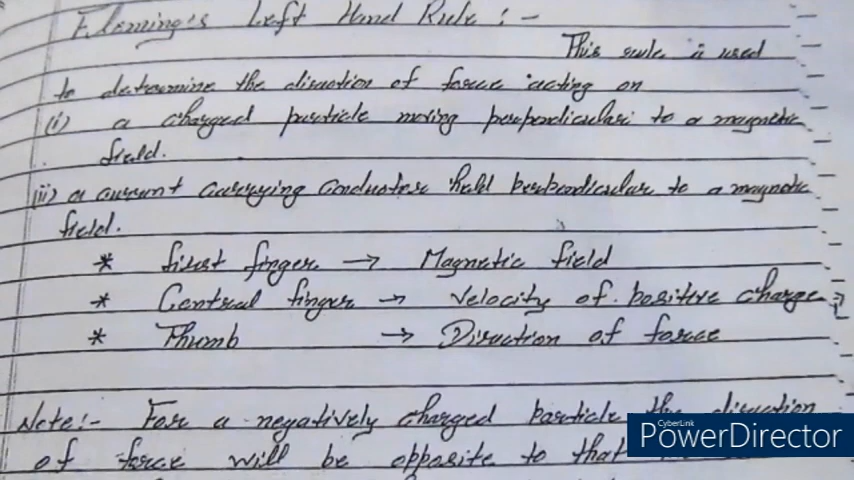 Fleming's Left Hand Rule :-
This rule is used
to determine the direction of force acting on
(i) a charged particle moving perpendicular to a magnetic
field.
(ii) a current carrying conductor held perpendicular to a magnetic
field.
* first finger → Magnetic field
* Central finger → Velocity of positive charge
* Thumb → Direction of force
Note:- For a negatively charged particle the direction
of force will be opposite to that
CyberLink
PowerDirector